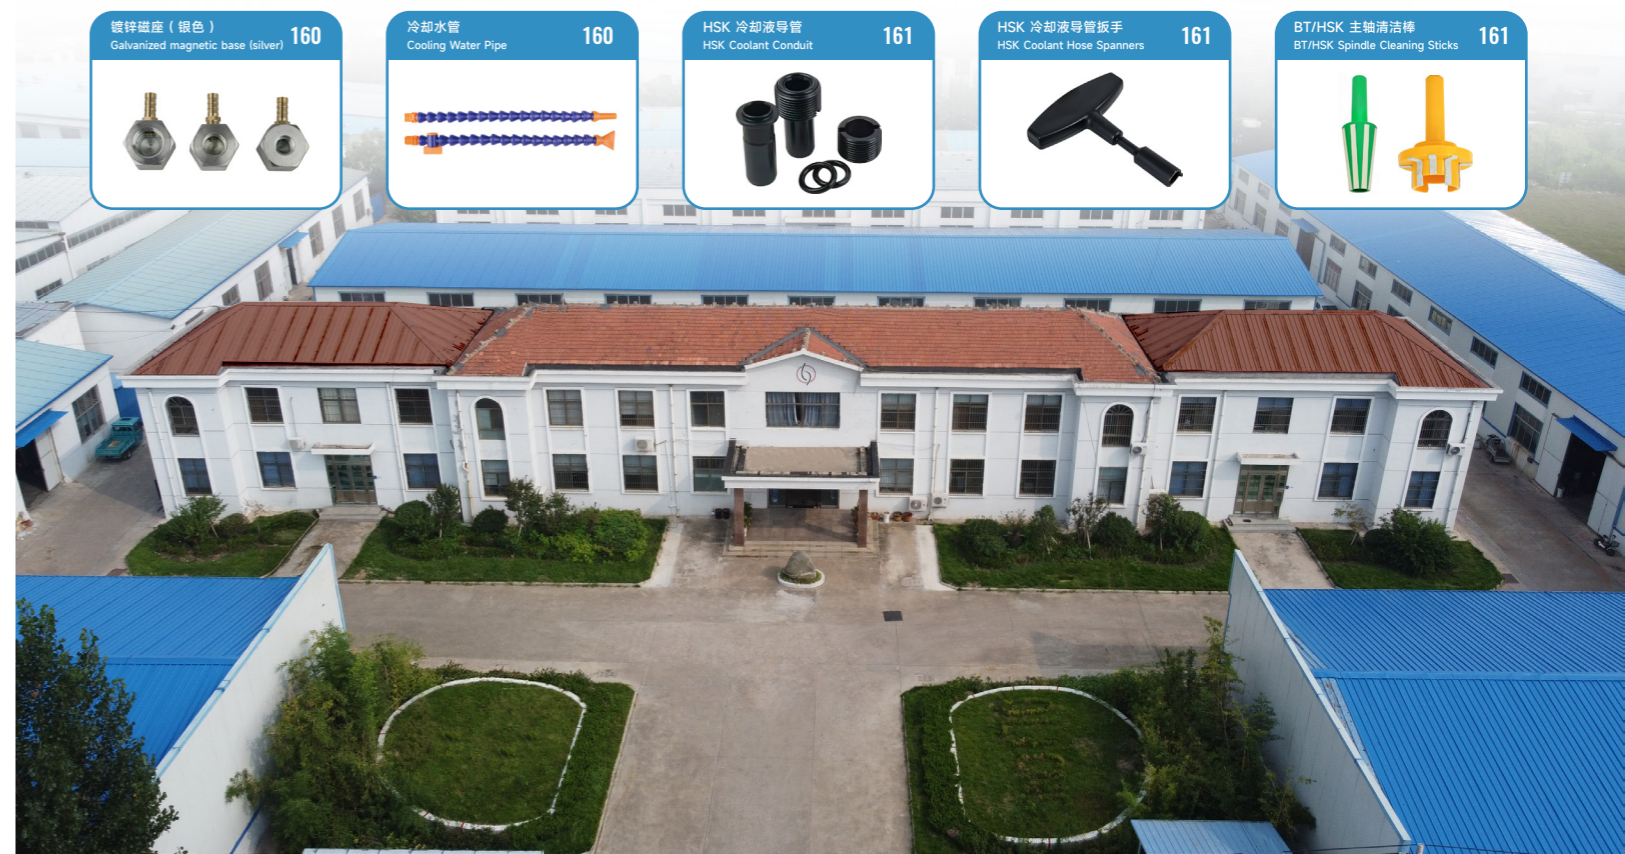 镀锌磁座（银色）
Galvanized magnetic base (silver)
160
冷却水管
Cooling Water Pipe
160
HSK 冷却液导管
HSK Coolant Conduit
161
HSK 冷却液导管扳手
HSK Coolant Hose Spanners
161
BT/HSK 主轴清洁棒
BT/HSK Spindle Cleaning Sticks
161